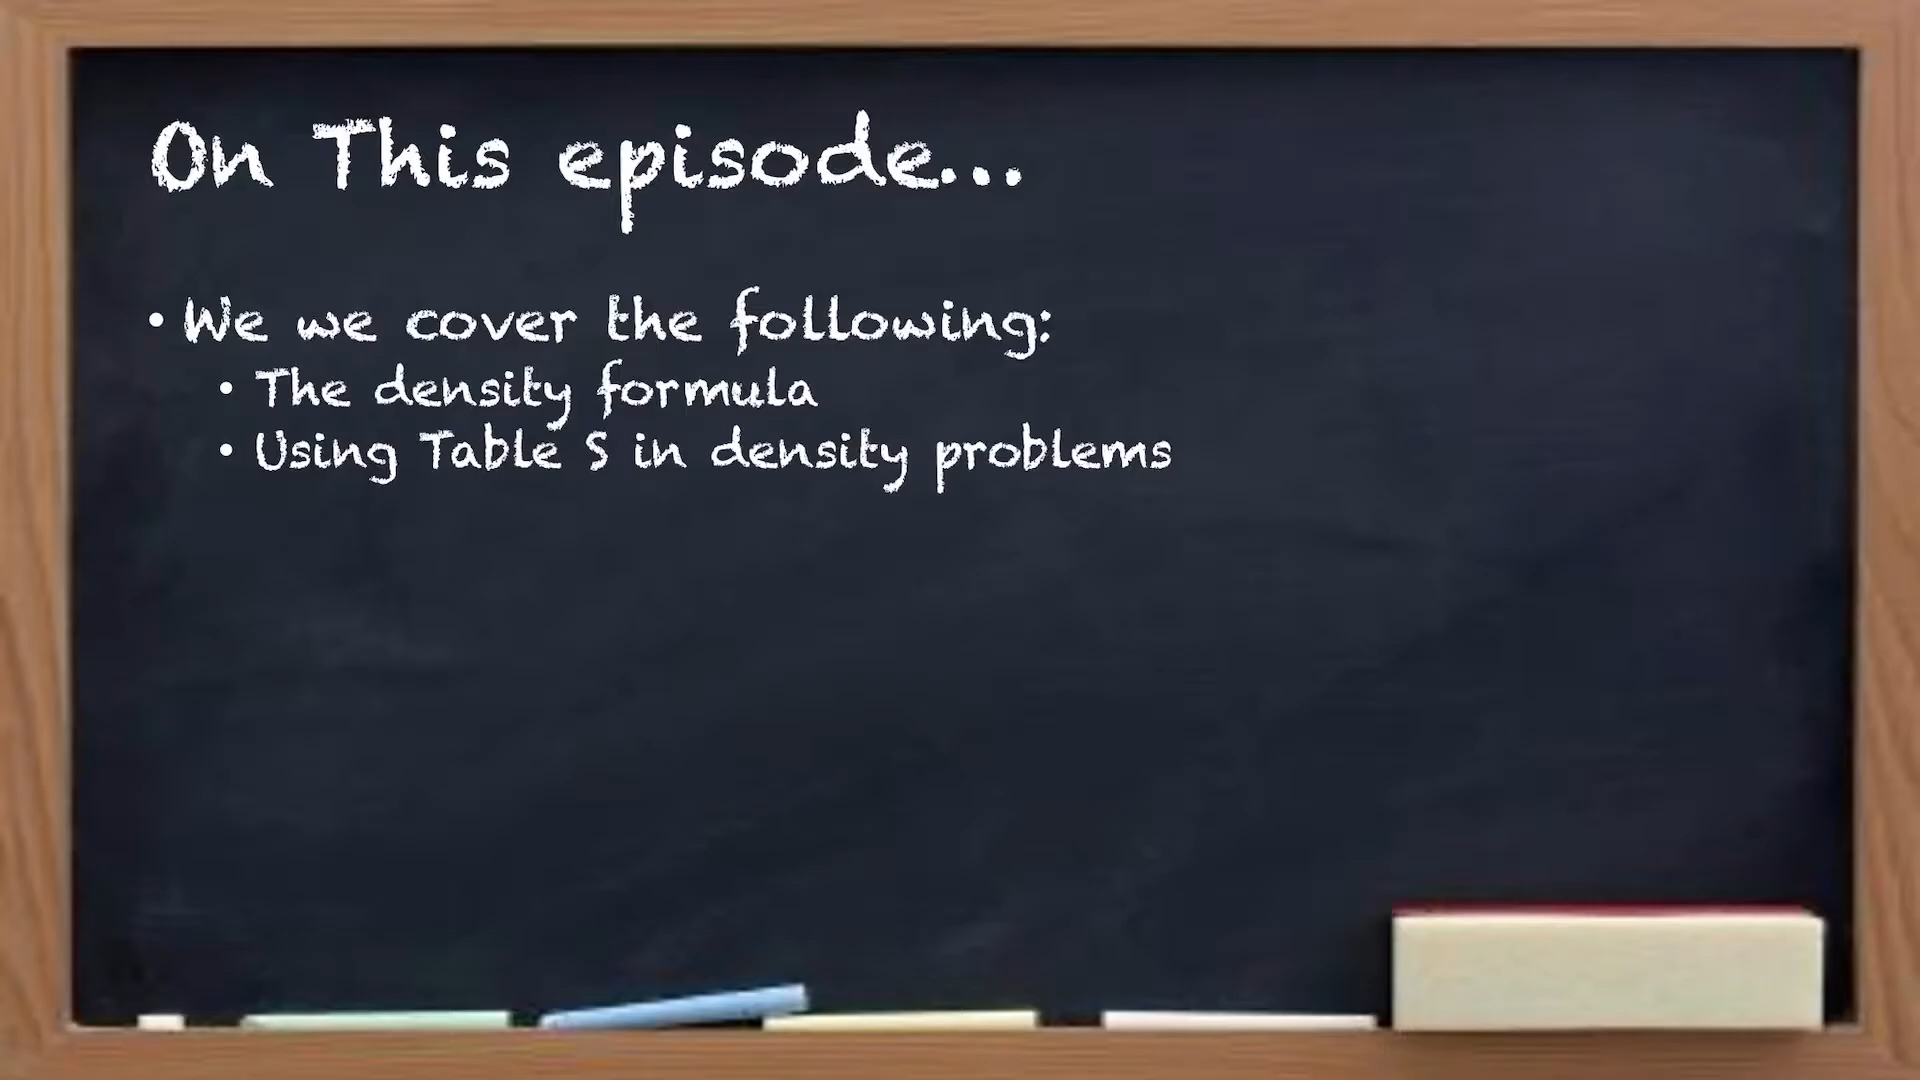 On This episode...
• We we cover the following:
• The density formula
• Using Table S in density problems